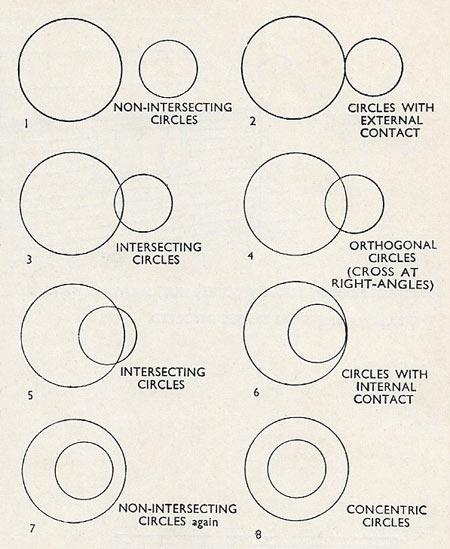 1
NON-INTERSECTING
CIRCLES
2
CIRCLES WITH
EXTERNAL
CONTACT
3
INTERSECTING
CIRCLES
4
ORTHOGONAL
CIRCLES
(CROSS AT
RIGHT-ANGLES)
5
INTERSECTING
CIRCLES
6
CIRCLES WITH
INTERNAL
CONTACT
7
NON-INTERSECTING
CIRCLES again
8
CONCENTRIC
CIRCLES